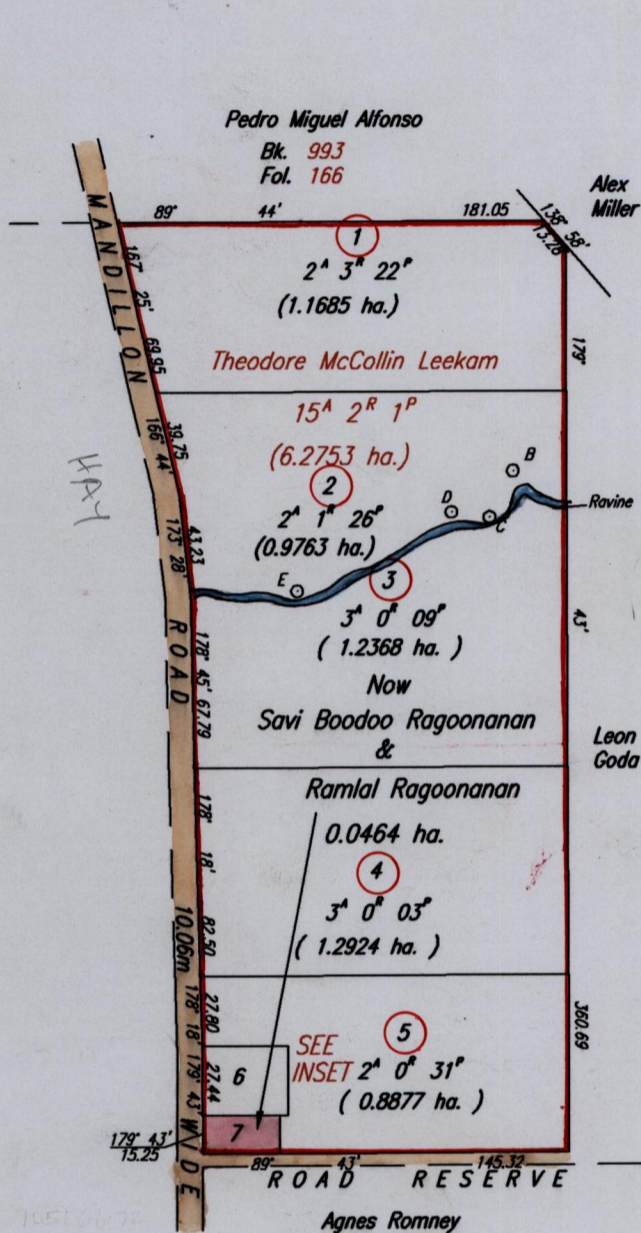 Pedro Miguel Alfonso
Bk. 993
Fol. 166
Alex
Miller
89° 44' 181.05
138° 58'
13.28
1
2ᴬ 3ᴿ 22ᴾ
(1.1685 ha.)
Theodore McCollin Leekam
MANDILLON ROAD
167° 25' 69.95
179°
15ᴬ 2ᴿ 1ᴾ
(6.2753 ha.)
39.75
166° 44'
2
2ᴬ 1ᴿ 26ᴾ
(0.9763 ha.)
B
D
C
Ravine
HAY
43.23
173° 28'
E
3
3ᴬ 0ᴿ 09ᴾ
( 1.2368 ha. )
43'
Now
Savi Boodoo Ragoonanan
&
Ramlal Ragoonanan
0.0464 ha.
178° 45' 67.79
Leon
Goda
4
3ᴬ 0ᴿ 03ᴾ
( 1.2924 ha. )
178° 18' 82.50
10.06m WIDE
27.80
178° 18'
360.69
5
SEE
INSET 2ᴬ 0ᴿ 31ᴾ
( 0.8877 ha. )
6
27.44
179° 43'
7
179° 43'
15.25
89° 43' 145.32
ROAD RESERVE
Agnes Romney